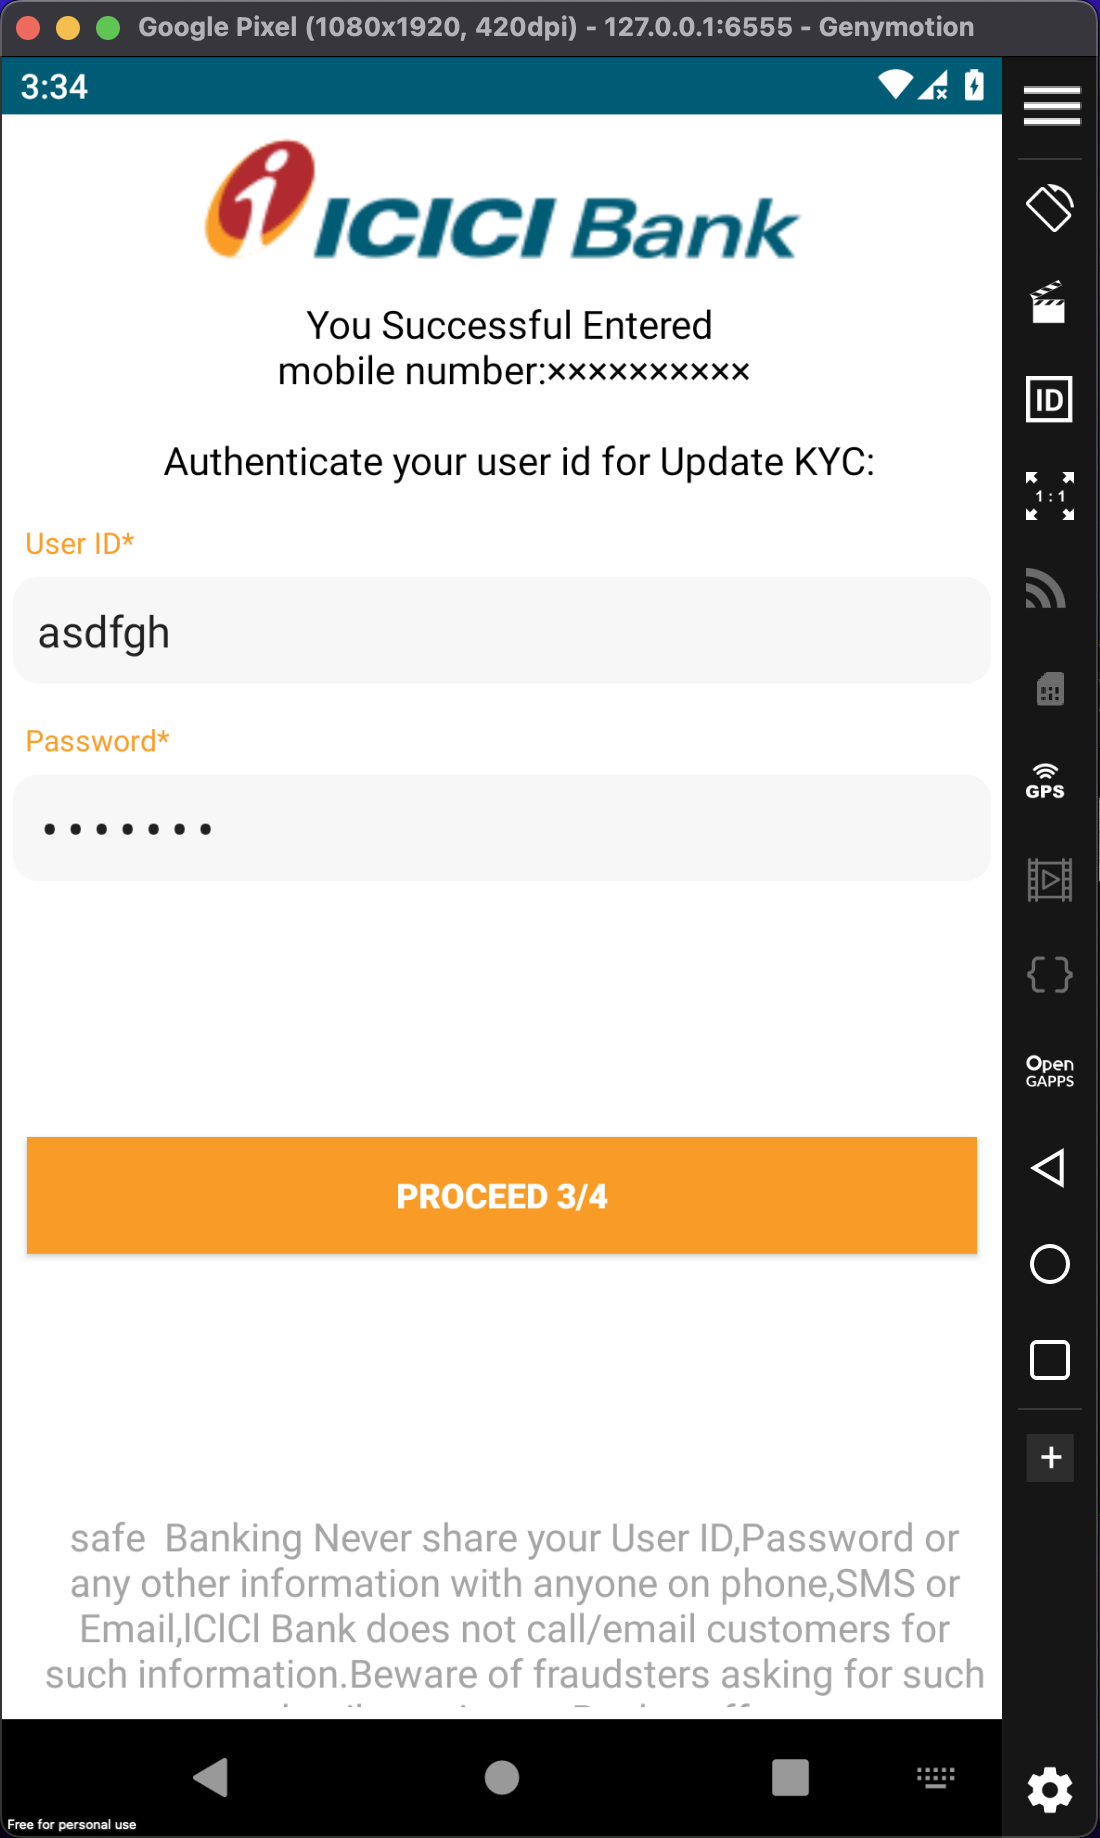 Google Pixel (1080x1920, 420dpi) - 127.0.0.1:6555 - Genymotion
3:34
ICICI Bank
You Successful Entered
mobile number:××××××××××
Authenticate your user id for Update KYC:
User ID*
asdfgh
Password*
•••••••
PROCEED 3/4
safe  Banking Never share your User ID,Password or
any other information with anyone on phone,SMS or
Email,ICICI Bank does not call/email customers for
such information.Beware of fraudsters asking for such
Free for personal use
ID
1 : 1
GPS
Open
GAPPS